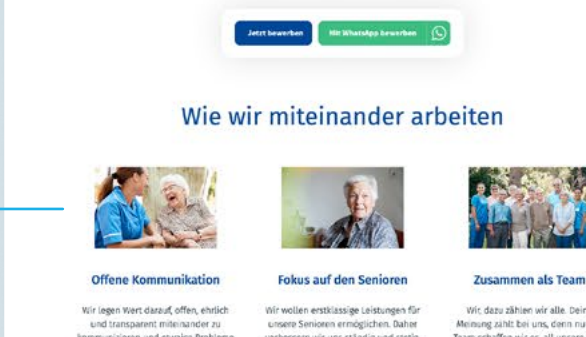 Jetzt bewerben
Mit WhatsApp bewerben
Wie wir miteinander arbeiten
Offene Kommunikation
Fokus auf den Senioren
Zusammen als Team
Wir legen Wert darauf, offen, ehrlich
und transparent miteinander zu
Wir wollen erstklassige Leistungen für
unsere Senioren ermöglichen. Daher
Wir, dazu zählen wir alle. Dein
Meinung zählt bei uns, denn nu